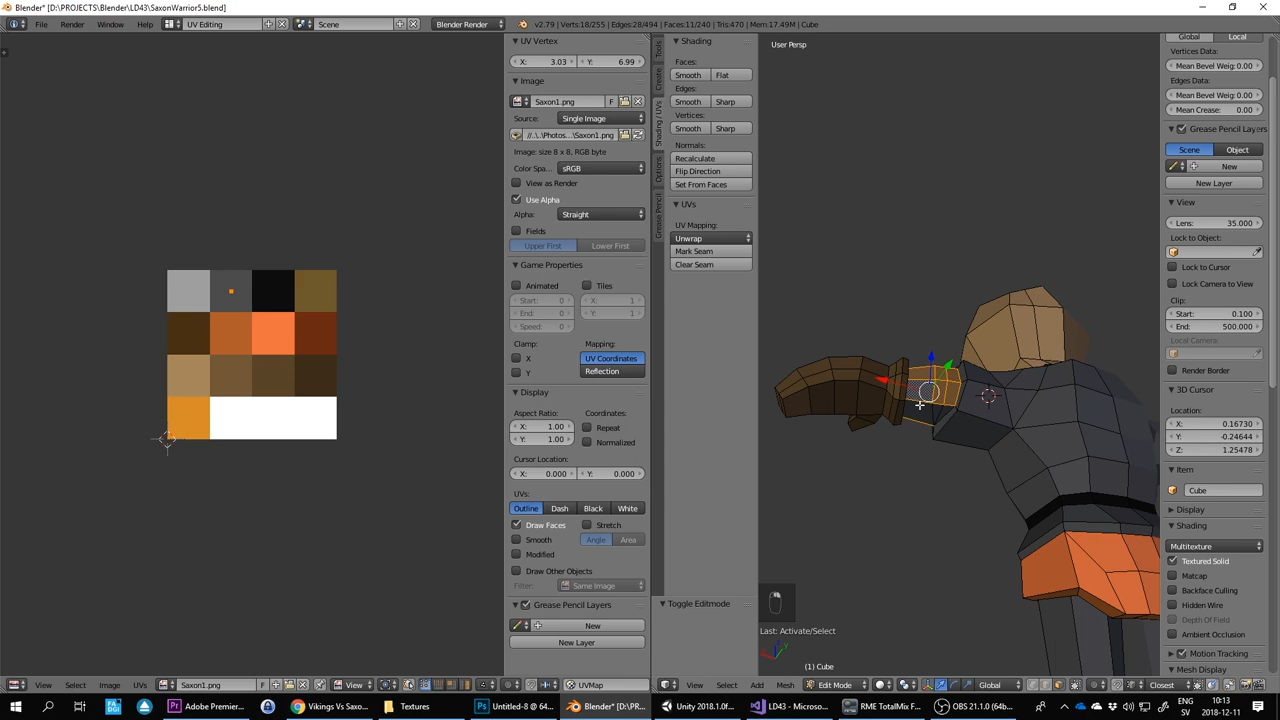 Blender* [D:\PROJECTS\Blender\LD43\SaxonWarrior5.blend]
File Render Window Help UV Editing Scene Blender Render v2.79 | Verts:18/255 | Edges:28/494 | Faces:11/240 | Tris:470 | Mem:17.49M | Cube
UV Vertex
X: 3.03 Y: 6.99
Image
Saxon1.png F
Source: Single Image
//..\..\Photos...\Saxon1.png
Image: size 8 x 8, RGB byte
Color Spa... sRGB
View as Render
Use Alpha
Alpha: Straight
Fields
Upper First Lower First
Game Properties
Animated Tiles
Start: 0 X: 1
End: 0 Y: 1
Speed: 0
Clamp: Mapping:
X UV Coordinates
Y Reflection
Display
Aspect Ratio: Coordinates:
X: 1.00 Repeat
Y: 1.00 Normalized
Cursor Location:
X: 0.000 Y: 0.000
UVs:
Outline Dash Black White
Draw Faces Stretch
Smooth Angle Area
Modified
Draw Other Objects
Filter: Same Image
Grease Pencil Layers
New
New Layer
Tools
Create
Shading / UVs
Options
Grease Pencil
Shading
Faces:
Smooth Flat
Edges:
Smooth Sharp
Vertices:
Smooth Sharp
Normals:
Recalculate
Flip Direction
Set From Faces
UVs
UV Mapping:
Unwrap
Mark Seam
Clear Seam
Toggle Editmode
User Persp
Last: Activate/Select
(1) Cube
Global Local
Vertices Data:
Mean Bevel Weig: 0.00
Edges Data:
Mean Bevel Weig: 0.00
Mean Crease: 0.00
Grease Pencil Layers
Scene Object
New
New Layer
View
Lens: 35.000
Lock to Object:
Lock to Cursor
Lock Camera to View
Clip:
Start: 0.100
End: 500.000
Local Camera:
Render Border
3D Cursor
Location:
X: 0.16730
Y: -0.24644
Z: 1.25478
Item
Cube
Display
Shading
Multitexture
Textured Solid
Matcap
Backface Culling
Hidden Wire
Depth Of Field
Ambient Occlusion
Motion Tracking
Mesh Display
View Select Image UVs Saxon1.png F View UVMap
View Select Add Mesh Edit Mode Global Closest
Adobe Premier... Vikings Vs Saxon... Textures Untitled-8 @ 64... Blender* [D:\PR... Unity 2018.1.0f... LD43 - Microso... RME TotalMix F... OBS 21.1.0 (64b... ENG 10:13 2018-12-11